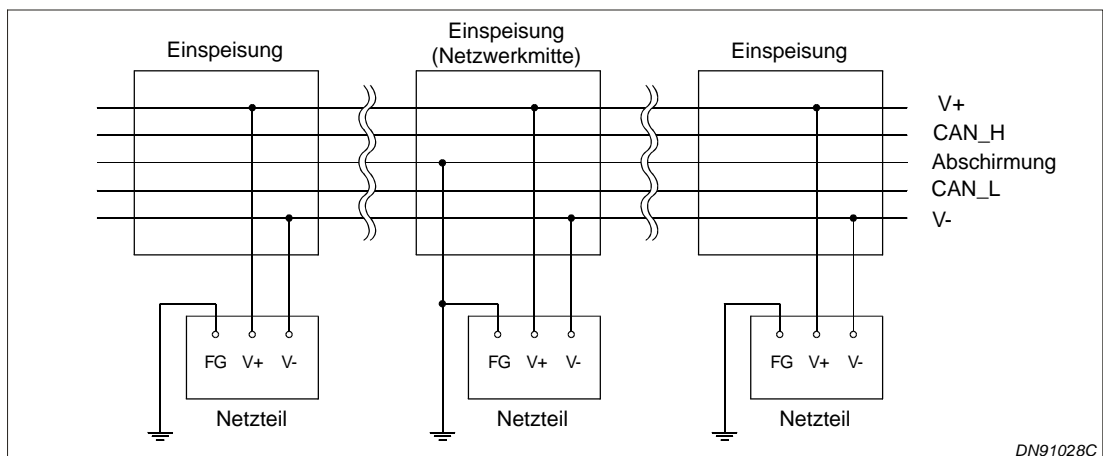 Einspeisung
Einspeisung
(Netzwerkmitte)
Einspeisung
V+
CAN_H
Abschirmung
CAN_L
V-
FG V+ V-
Netzteil
FG V+ V-
Netzteil
FG V+ V-
Netzteil
DN91028C